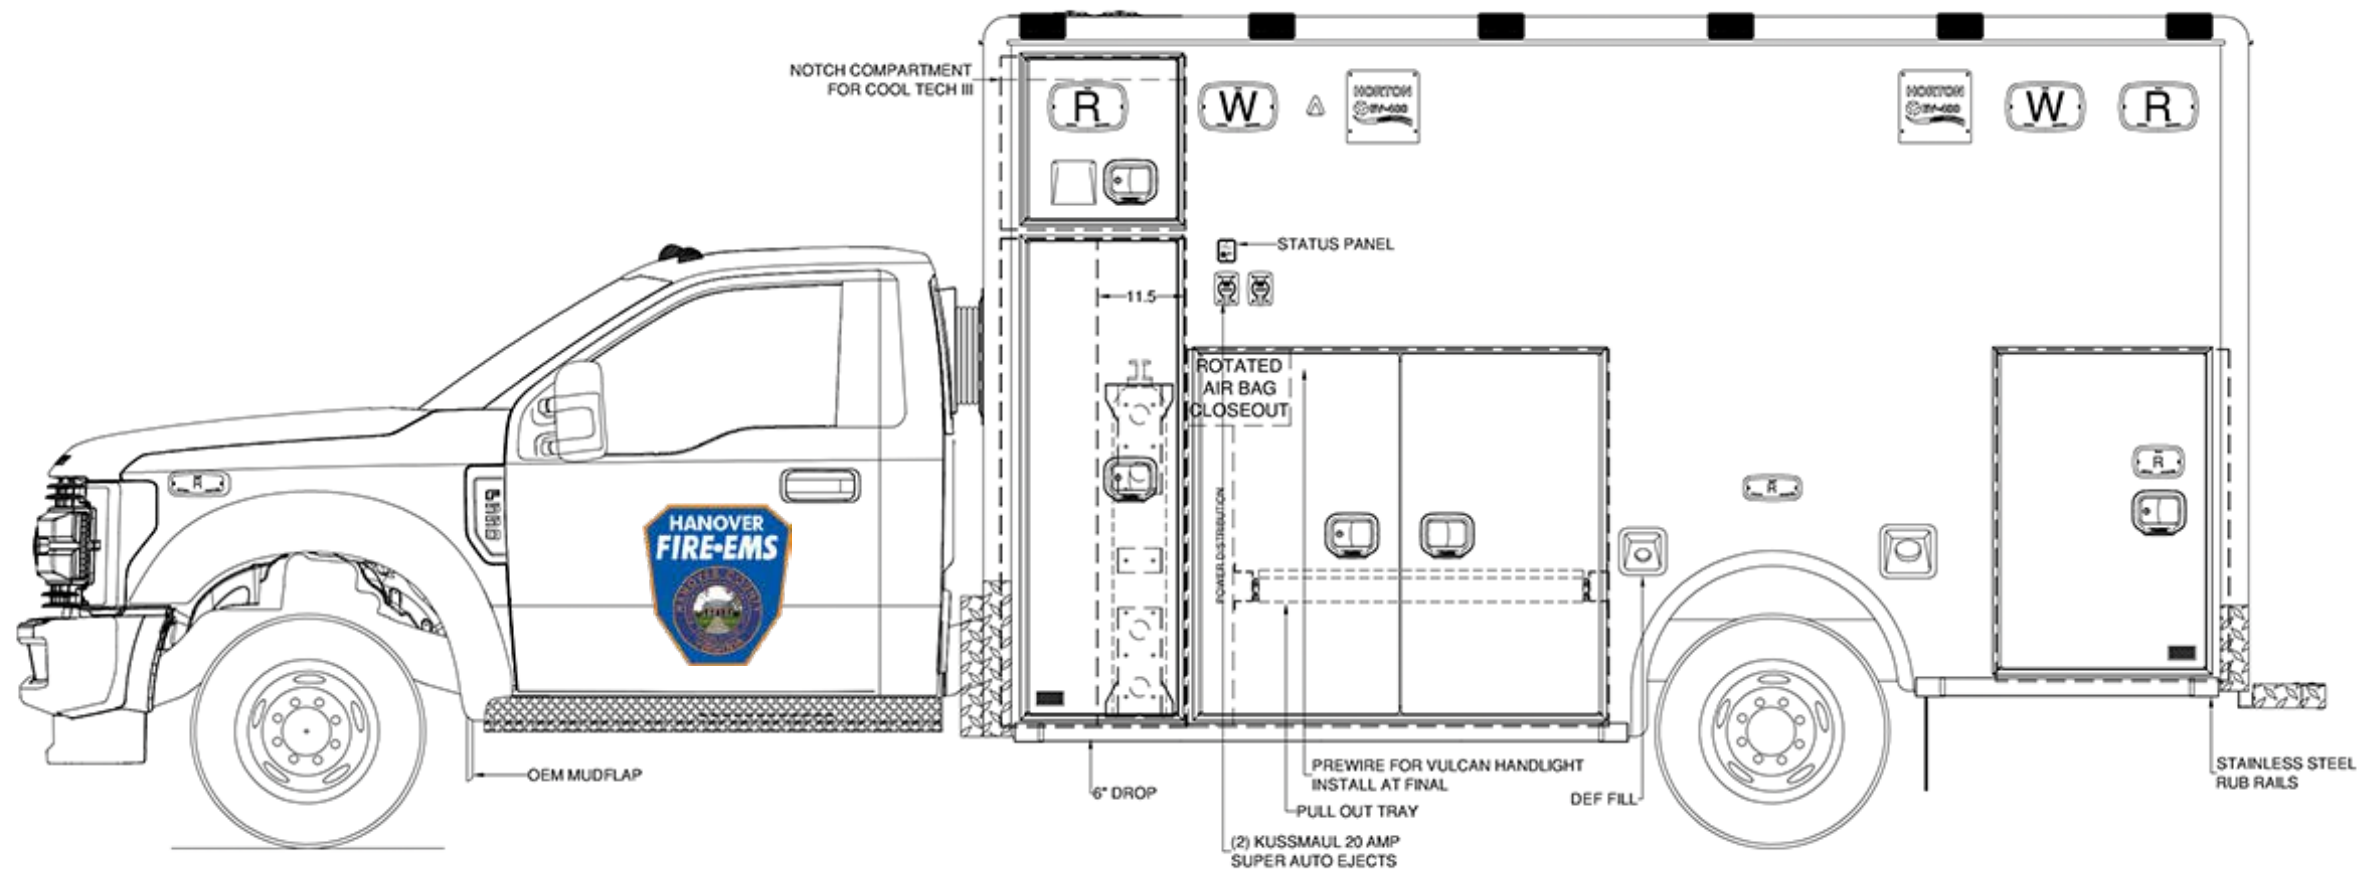 NOTCH COMPARTMENT
FOR COOL TECH III
R
W
HORTON
HORTON
W
R
STATUS PANEL
11.5
ROTATED
AIR BAG
CLOSEOUT
R
R
R
HANOVER
FIRE•EMS
POWER DISTRIBUTION
OEM MUDFLAP
6" DROP
PREWIRE FOR VULCAN HANDLIGHT
INSTALL AT FINAL
PULL OUT TRAY
(2) KUSSMAUL 20 AMP
SUPER AUTO EJECTS
DEF FILL
STAINLESS STEEL
RUB RAILS